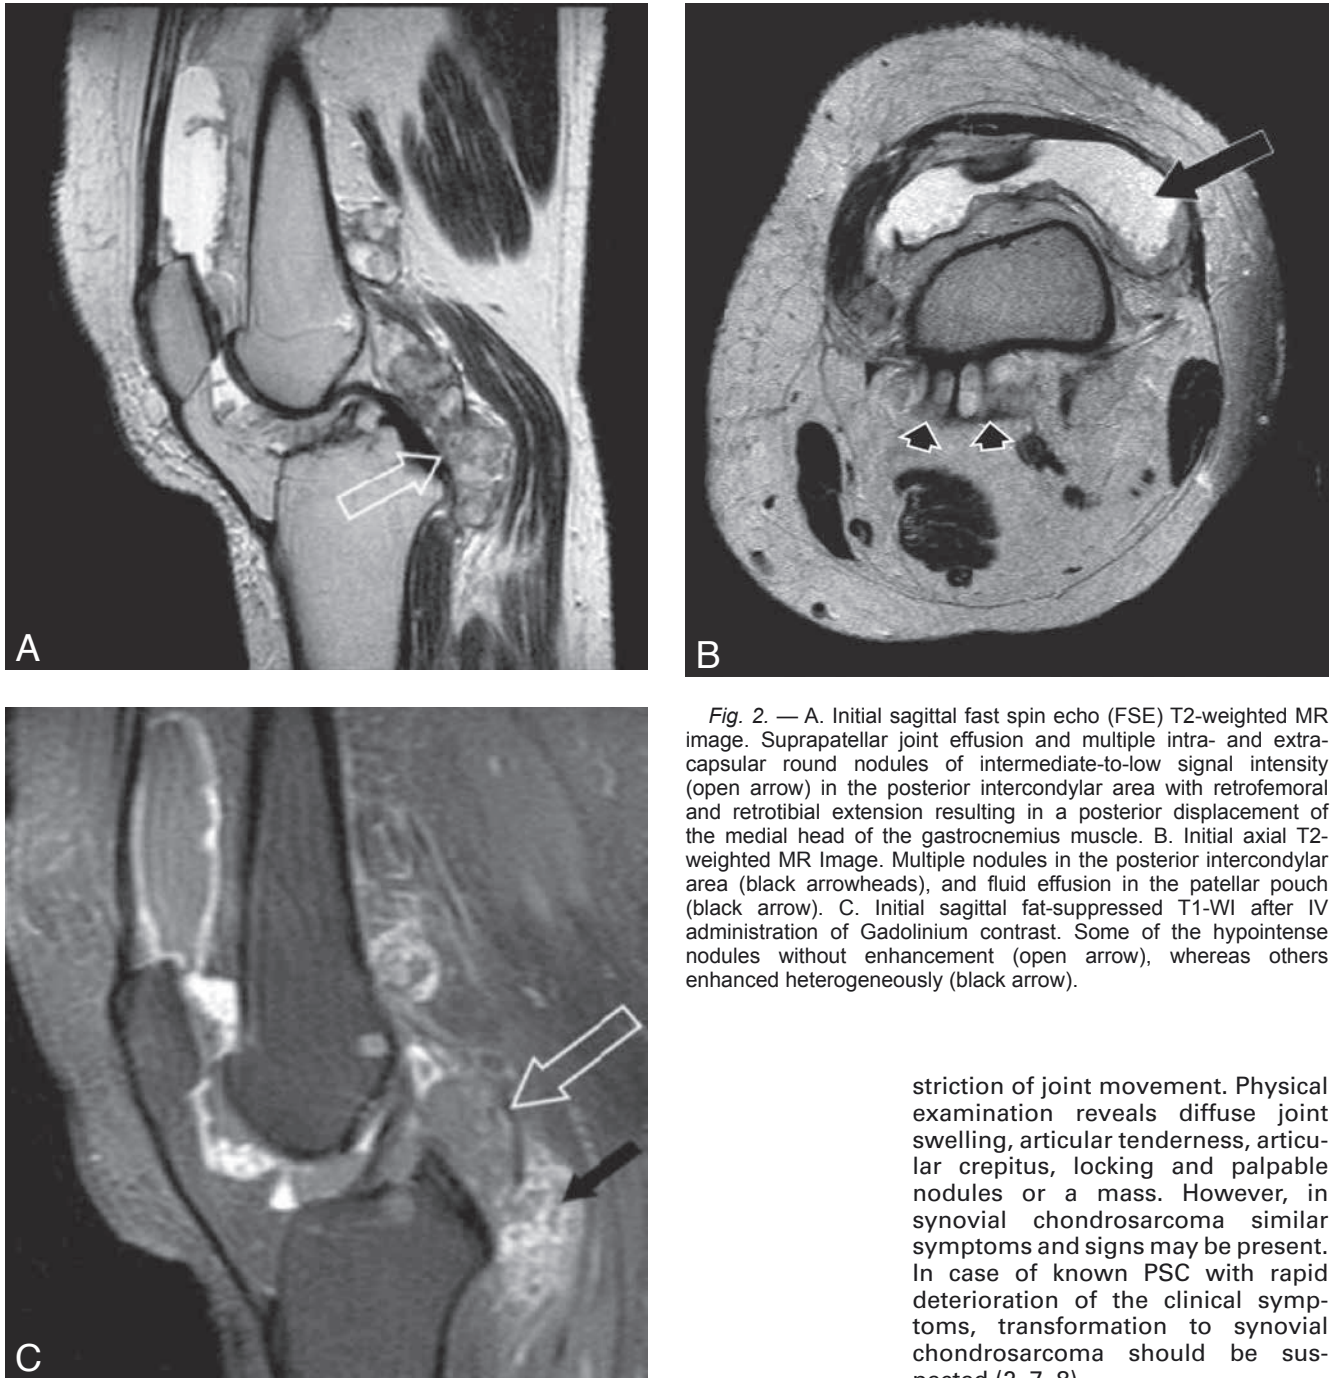 A
B
C
Fig. 2. — A. Initial sagittal fast spin echo (FSE) T2-weighted MR
image. Suprapatellar joint effusion and multiple intra- and extra-
capsular round nodules of intermediate-to-low signal intensity
(open arrow) in the posterior intercondylar area with retrofemoral
and retrotibial extension resulting in a posterior displacement of
the medial head of the gastrocnemius muscle. B. Initial axial T2-
weighted MR Image. Multiple nodules in the posterior intercondylar
area (black arrowheads), and fluid effusion in the patellar pouch
(black arrow). C. Initial sagittal fat-suppressed T1-WI after IV
administration of Gadolinium contrast. Some of the hypointense
nodules without enhancement (open arrow), whereas others
enhanced heterogeneously (black arrow).
striction of joint movement. Physical
examination reveals diffuse joint
swelling, articular tenderness, articu-
lar crepitus, locking and palpable
nodules or a mass. However, in
synovial chondrosarcoma similar
symptoms and signs may be present.
In case of known PSC with rapid
deterioration of the clinical symp-
toms, transformation to synovial
chondrosarcoma should be sus-
pected (2, 7, 8).